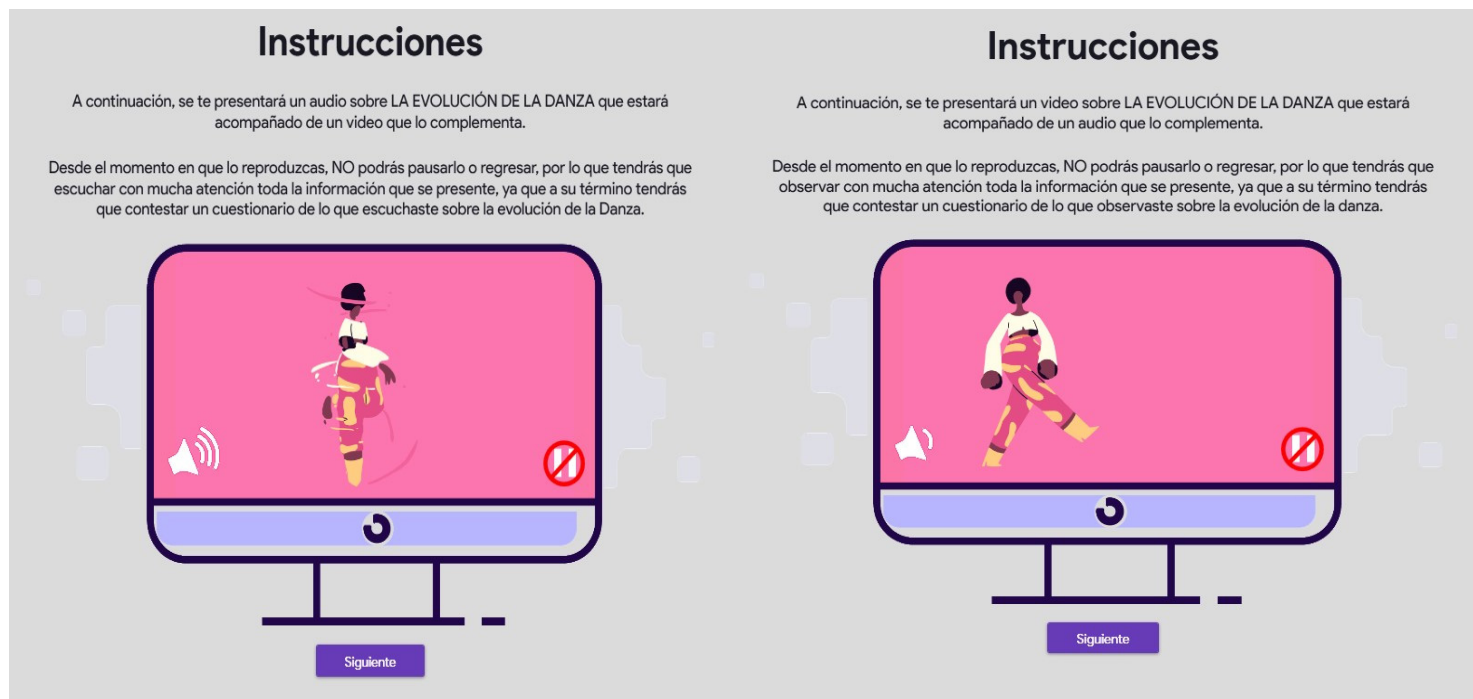 Instrucciones
A continuación, se te presentará un audio sobre LA EVOLUCIÓN DE LA DANZA que estará
acompañado de un video que lo complementa.
Desde el momento en que lo reproduzcas, NO podrás pausarlo o regresar, por lo que tendrás que
escuchar con mucha atención toda la información que se presente, ya que a su término tendrás
que contestar un cuestionario de lo que escuchaste sobre la evolución de la Danza.
Siguiente
Instrucciones
A continuación, se te presentará un video sobre LA EVOLUCIÓN DE LA DANZA que estará
acompañado de un audio que lo complementa.
Desde el momento en que lo reproduzcas, NO podrás pausarlo o regresar, por lo que tendrás que
observar con mucha atención toda la información que se presente, ya que a su término tendrás
que contestar un cuestionario de lo que observaste sobre la evolución de la danza.
Siguiente